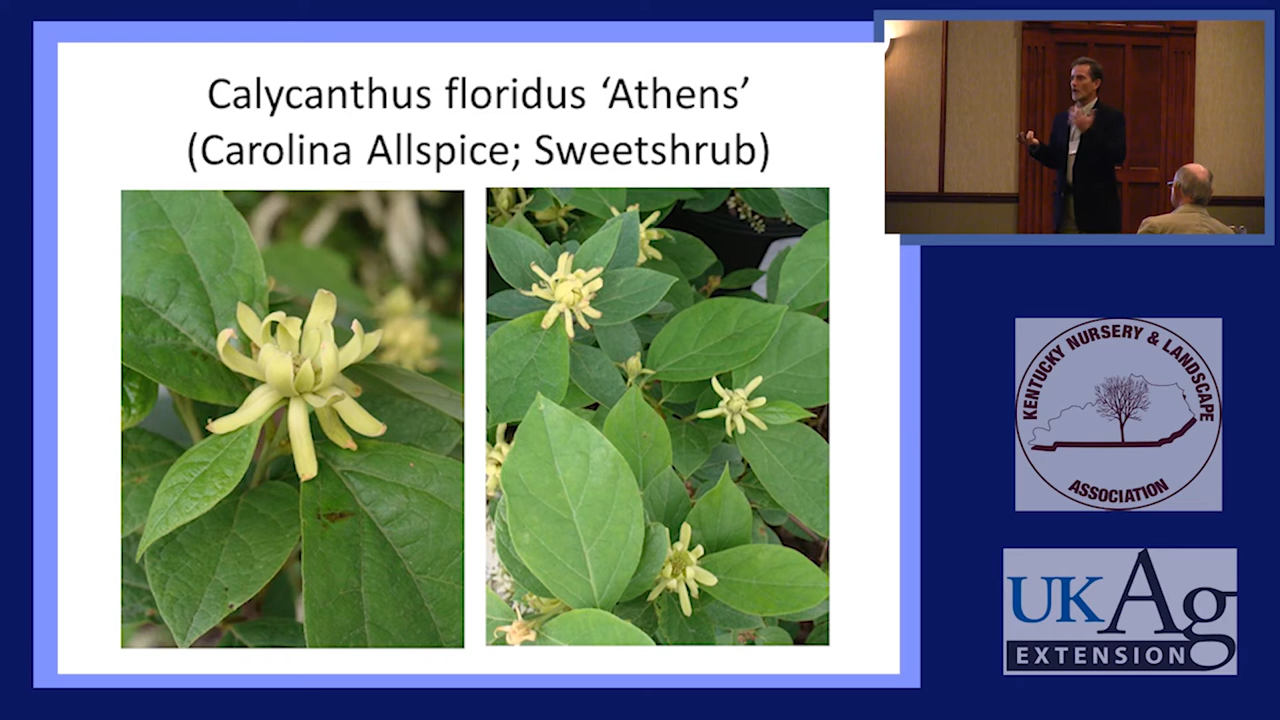 Calycanthus floridus ‘Athens’
(Carolina Allspice; Sweetshrub)
KENTUCKY NURSERY & LANDSCAPE
ASSOCIATION
UKAg
EXTENSION